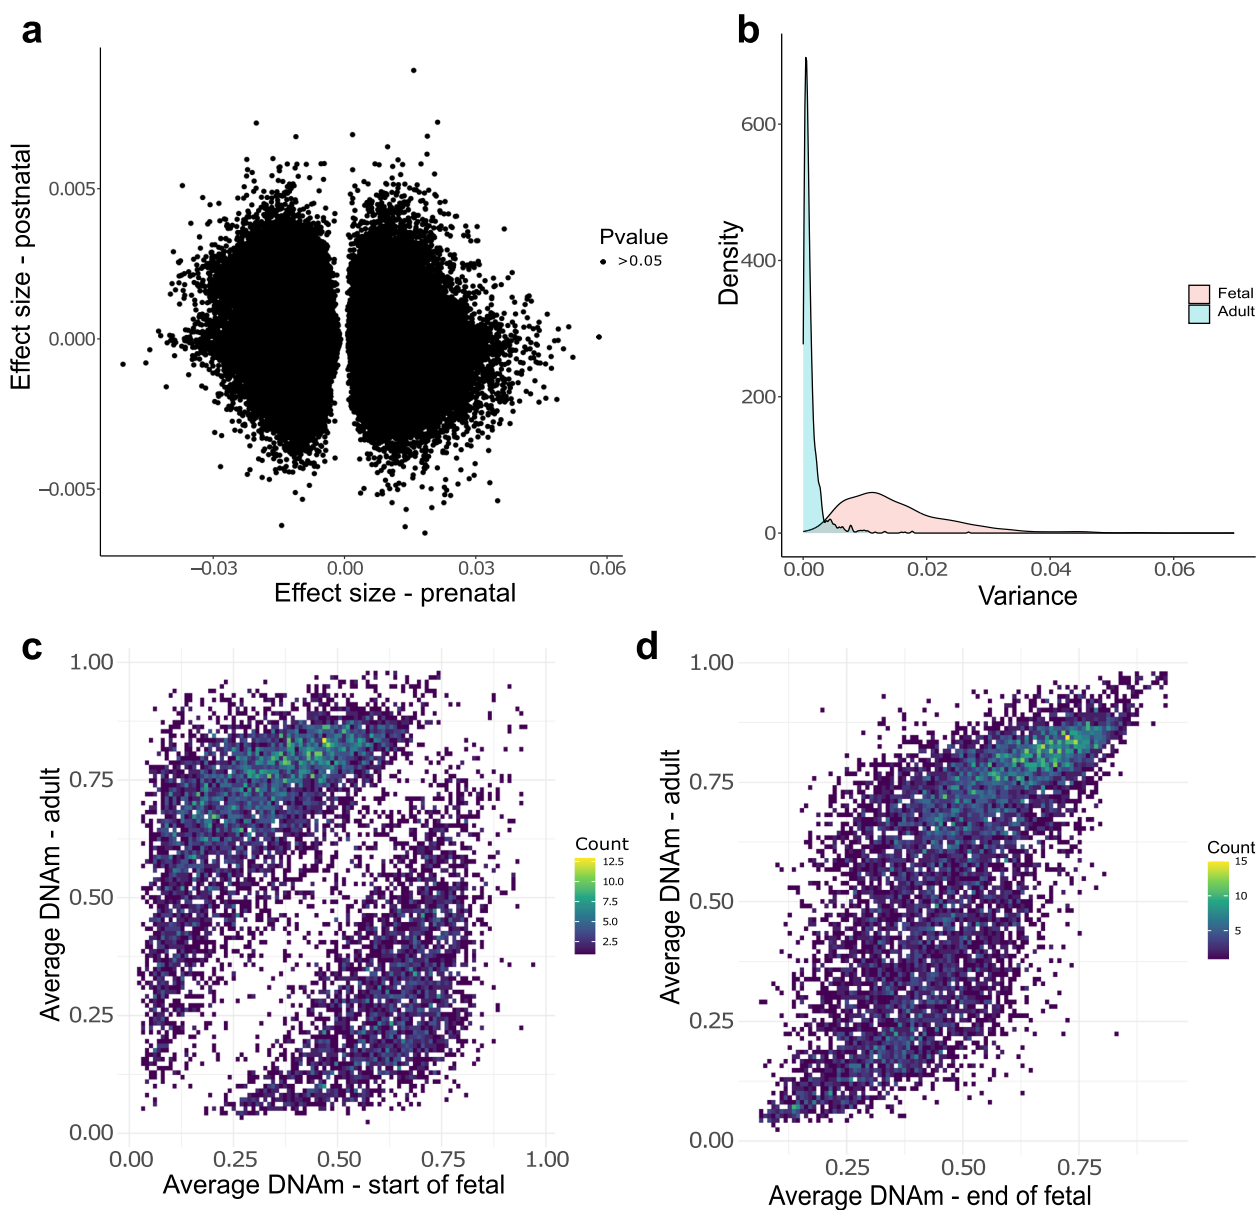 a
Effect size - postnatal
0.005
0.000
−0.005
−0.03
0.00
0.03
0.06
Effect size - prenatal
Pvalue
>0.05
b
Density
600
400
200
0
0.00
0.02
0.04
0.06
Variance
Fetal
Adult
c
Average DNAm - adult
1.00
0.75
0.50
0.25
0.00
0.00
0.25
0.50
0.75
1.00
Average DNAm - start of fetal
Count
12.5
10.0
7.5
5.0
2.5
d
Average DNAm - adult
1.00
0.75
0.50
0.25
0.00
0.25
0.50
0.75
Average DNAm - end of fetal
Count
15
10
5